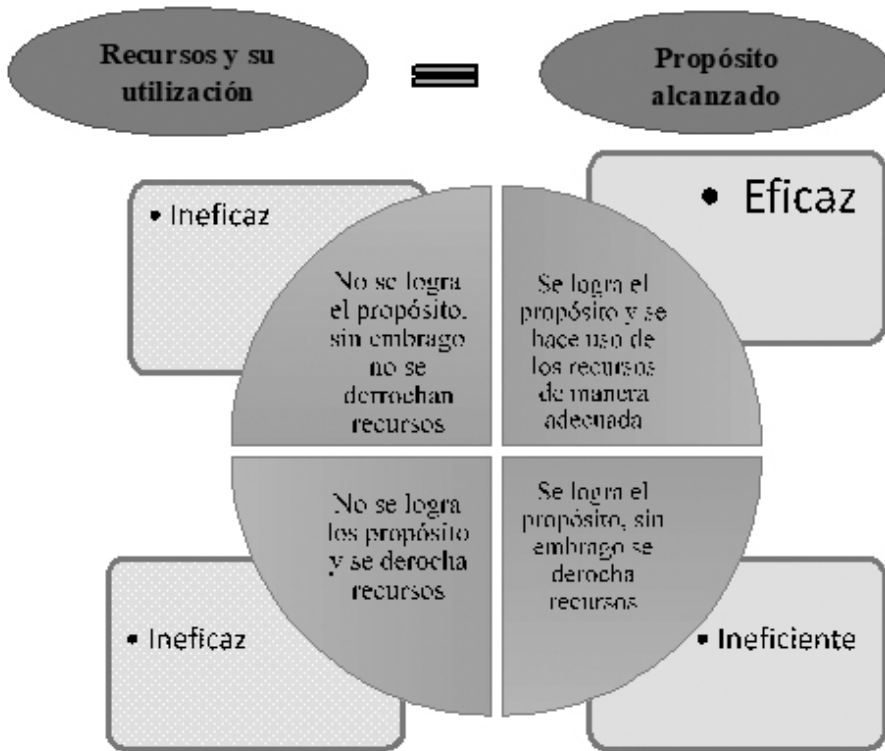 Recursos y su
utilización
=
Propósito
alcanzado
• Ineficaz
• Eficaz
No se logra
el propósito,
sin embrago
no se
derrochan
recursos
Se logra el
propósito y se
hace uso de
los recursos
de manera
adecuada
No se logra
los propósito
y se derocha
recursos
Se logra el
propósito, sin
embrago se
derocha
recursos
• Ineficaz
• Ineficiente